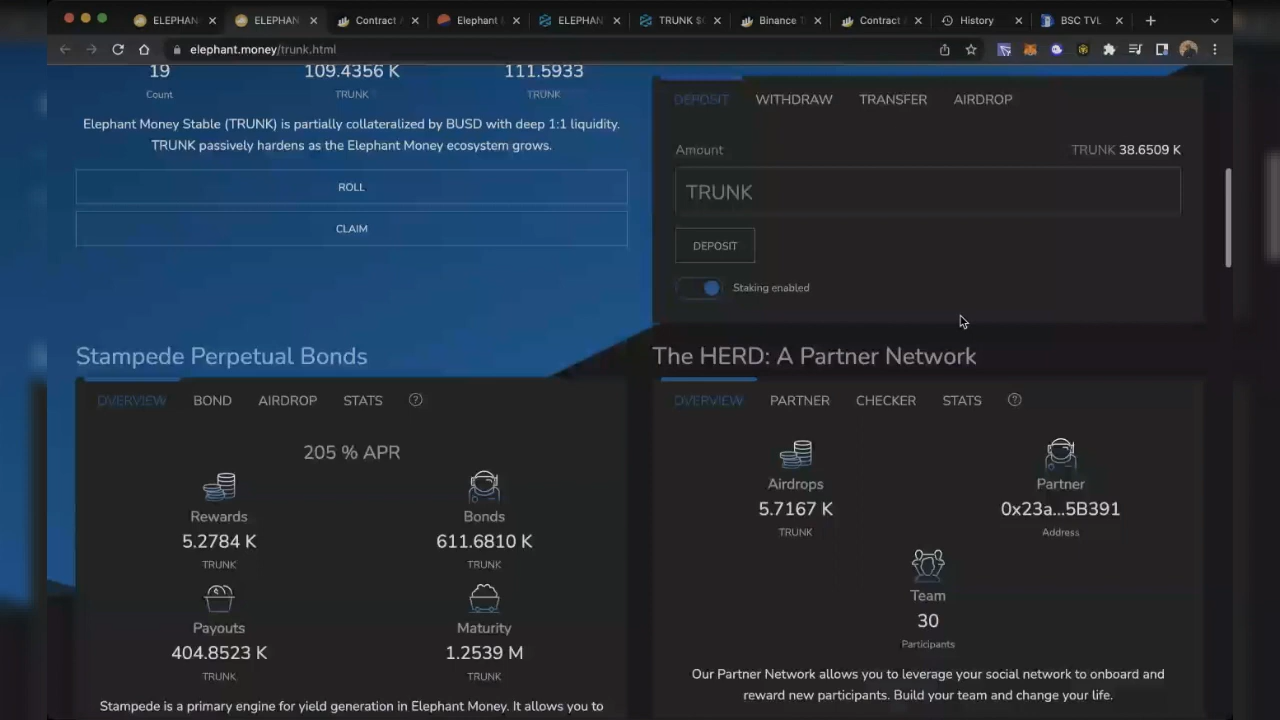 ELEPHAN
ELEPHAN
Contract A
Elephant M
ELEPHAN
TRUNK $0
Binance T
Contract A
History
BSC TVL
elephant.money/trunk.html
19
109.4356 K
111.5933
Count
TRUNK
TRUNK
Elephant Money Stable (TRUNK) is partially collateralized by BUSD with deep 1:1 liquidity.
TRUNK passively hardens as the Elephant Money ecosystem grows.
ROLL
CLAIM
DEPOSIT
WITHDRAW
TRANSFER
AIRDROP
Amount
TRUNK 38.6509 K
TRUNK
DEPOSIT
Staking enabled
Stampede Perpetual Bonds
OVERVIEW
BOND
AIRDROP
STATS
?
205 % APR
Rewards
5.2784 K
TRUNK
Bonds
611.6810 K
TRUNK
Payouts
404.8523 K
TRUNK
Maturity
1.2539 M
TRUNK
Stampede is a primary engine for yield generation in Elephant Money. It allows you to
The HERD: A Partner Network
OVERVIEW
PARTNER
CHECKER
STATS
?
Airdrops
5.7167 K
TRUNK
Partner
0x23a...5B391
Address
Team
30
Participants
Our Partner Network allows you to leverage your social network to onboard and
reward new participants. Build your team and change your life.